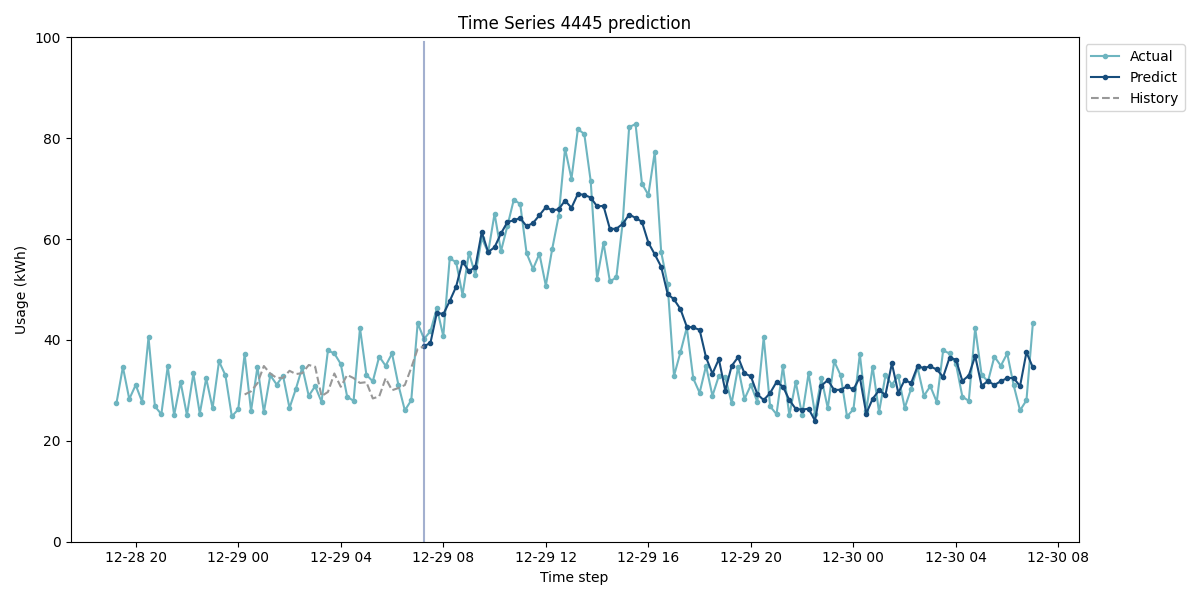 Time Series 4445 prediction
Actual
Predict
History
Usage (kWh)
100
80
60
40
20
0
12-28 20
12-29 00
12-29 04
12-29 08
12-29 12
12-29 16
12-29 20
12-30 00
12-30 04
12-30 08
Time step